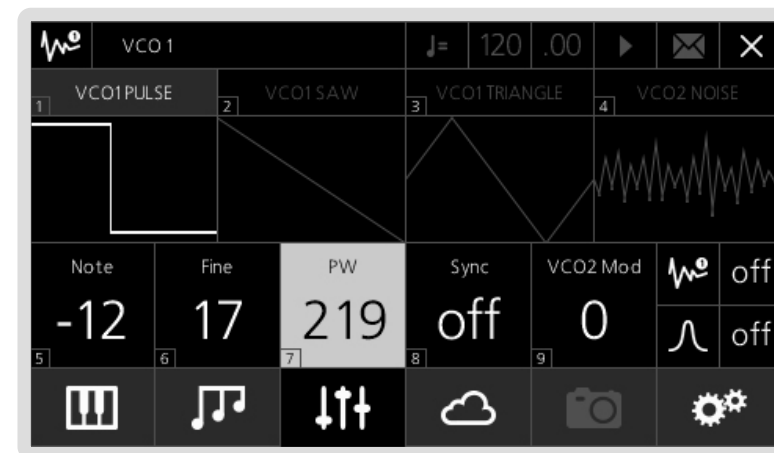 VCO 1 ♩= 120 .00
1 VCO1 PULSE 2 VCO1 SAW 3 VCO1 TRIANGLE 4 VCO2 NOISE
Note Fine PW Sync VCO2 Mod 1 off
-12 17 219 off 0 off
5 6 7 8 9